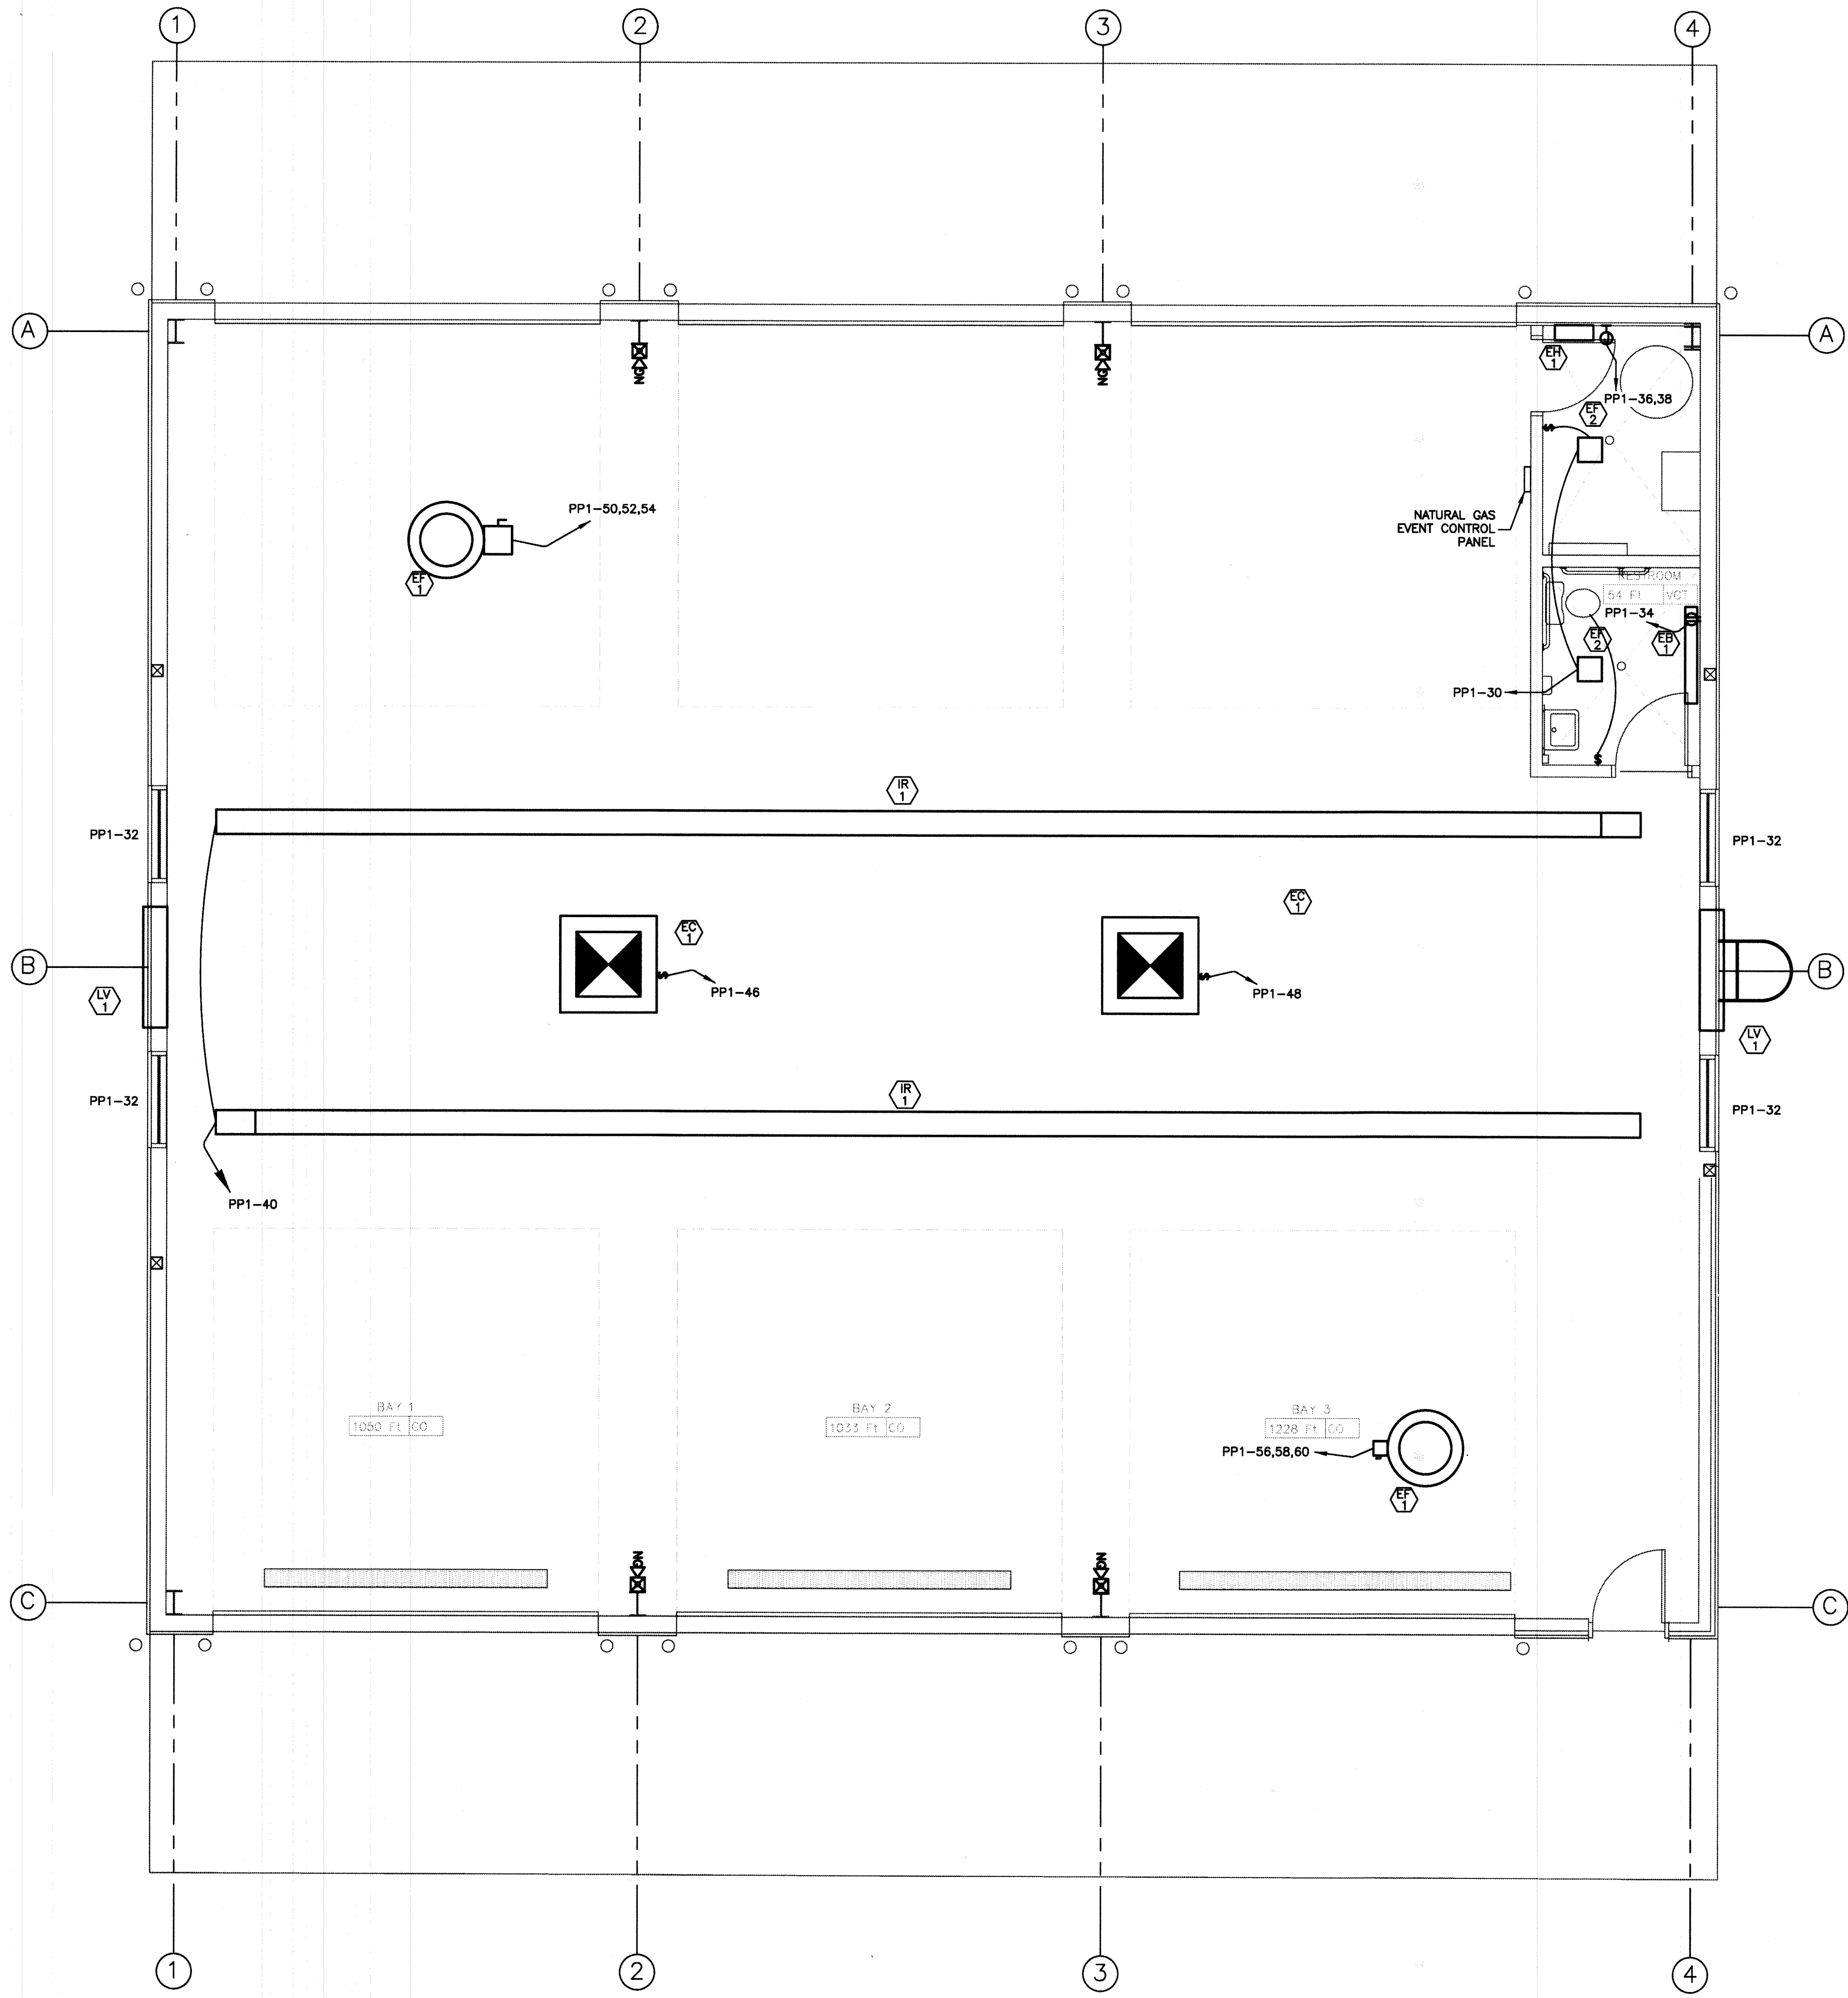 1
2
3
4
A
A
NG
NG
EH
1
PP1-36,38
EF
2
$
PP1-50,52,54
NATURAL GAS
EVENT CONTROL
PANEL
EF
1
RESTROOM
54 Ft VCT
PP1-34
EF
2
EB
1
PP1-30
$
IR
1
PP1-32
PP1-32
EC
1
EC
1
B
B
$
PP1-46
$
PP1-48
LV
1
LV
1
IR
1
PP1-32
PP1-32
PP1-40
BAY 1
1050 Ft CO
BAY 2
1033 Ft CO
BAY 3
1228 Ft CO
PP1-56,58,60
EF
1
NG
NG
C
C
1
2
3
4